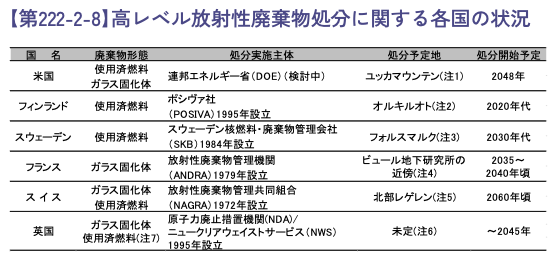 【第222-2-8】高レベル放射性廃棄物処分に関する各国の状況
国 名 廃棄物形態 処分実施主体 処分予定地 処分開始予定
米国 使用済燃料 ガラス固化体 連邦エネルギー省(DOE)(検討中) ユッカマウンテン(注1) 2048年
フィンランド 使用済燃料 ポシヴァ社 (POSIVA)1995年設立 オルキルオト(注2) 2020年代
スウェーデン 使用済燃料 スウェーデン核燃料・廃棄物管理会社 (SKB)1984年設立 フォルスマルク(注3) 2030年代
フランス ガラス固化体 放射性廃棄物管理機関 (ANDRA)1979年設立 ビュール地下研究所の 近傍(注4) 2035~ 2040年頃
スイス ガラス固化体 使用済燃料 放射性廃棄物管理共同組合 (NAGRA)1972年設立 北部レゲレン(注5) 2060年頃
英国 ガラス固化体 使用済燃料(注7) 原子力廃止措置機関(NDA)/ ニュークリアウェイストサービス(NWS) 1995年設立 未定(注6) ~2045年